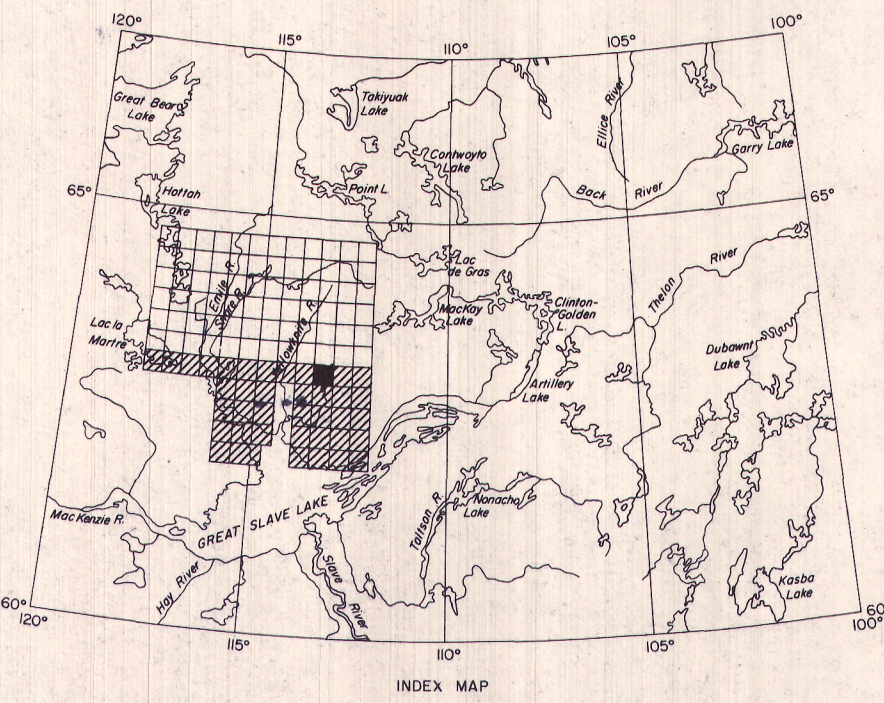 120°
115°
110°
105°
100°
Great Bear
Lake
Takiyuak
Lake
Ellice River
Contwoyto
Lake
Garry Lake
65°
Hottah
Lake
Point L.
Back
River
65°
Lac
de Gras
Thelon
River
Emile R.
Snare R.
Yellowknife R.
MacKay
Lake
Clinton-
Golden
L.
Lac la
Martre
Dubawnt
Lake
Artillery
Lake
MacKenzie R.
GREAT SLAVE LAKE
Taltson R.
Nonacho
Lake
Hay River
Slave
River
Kasba
Lake
60°
120°
115°
110°
105°
60°
100°
INDEX MAP